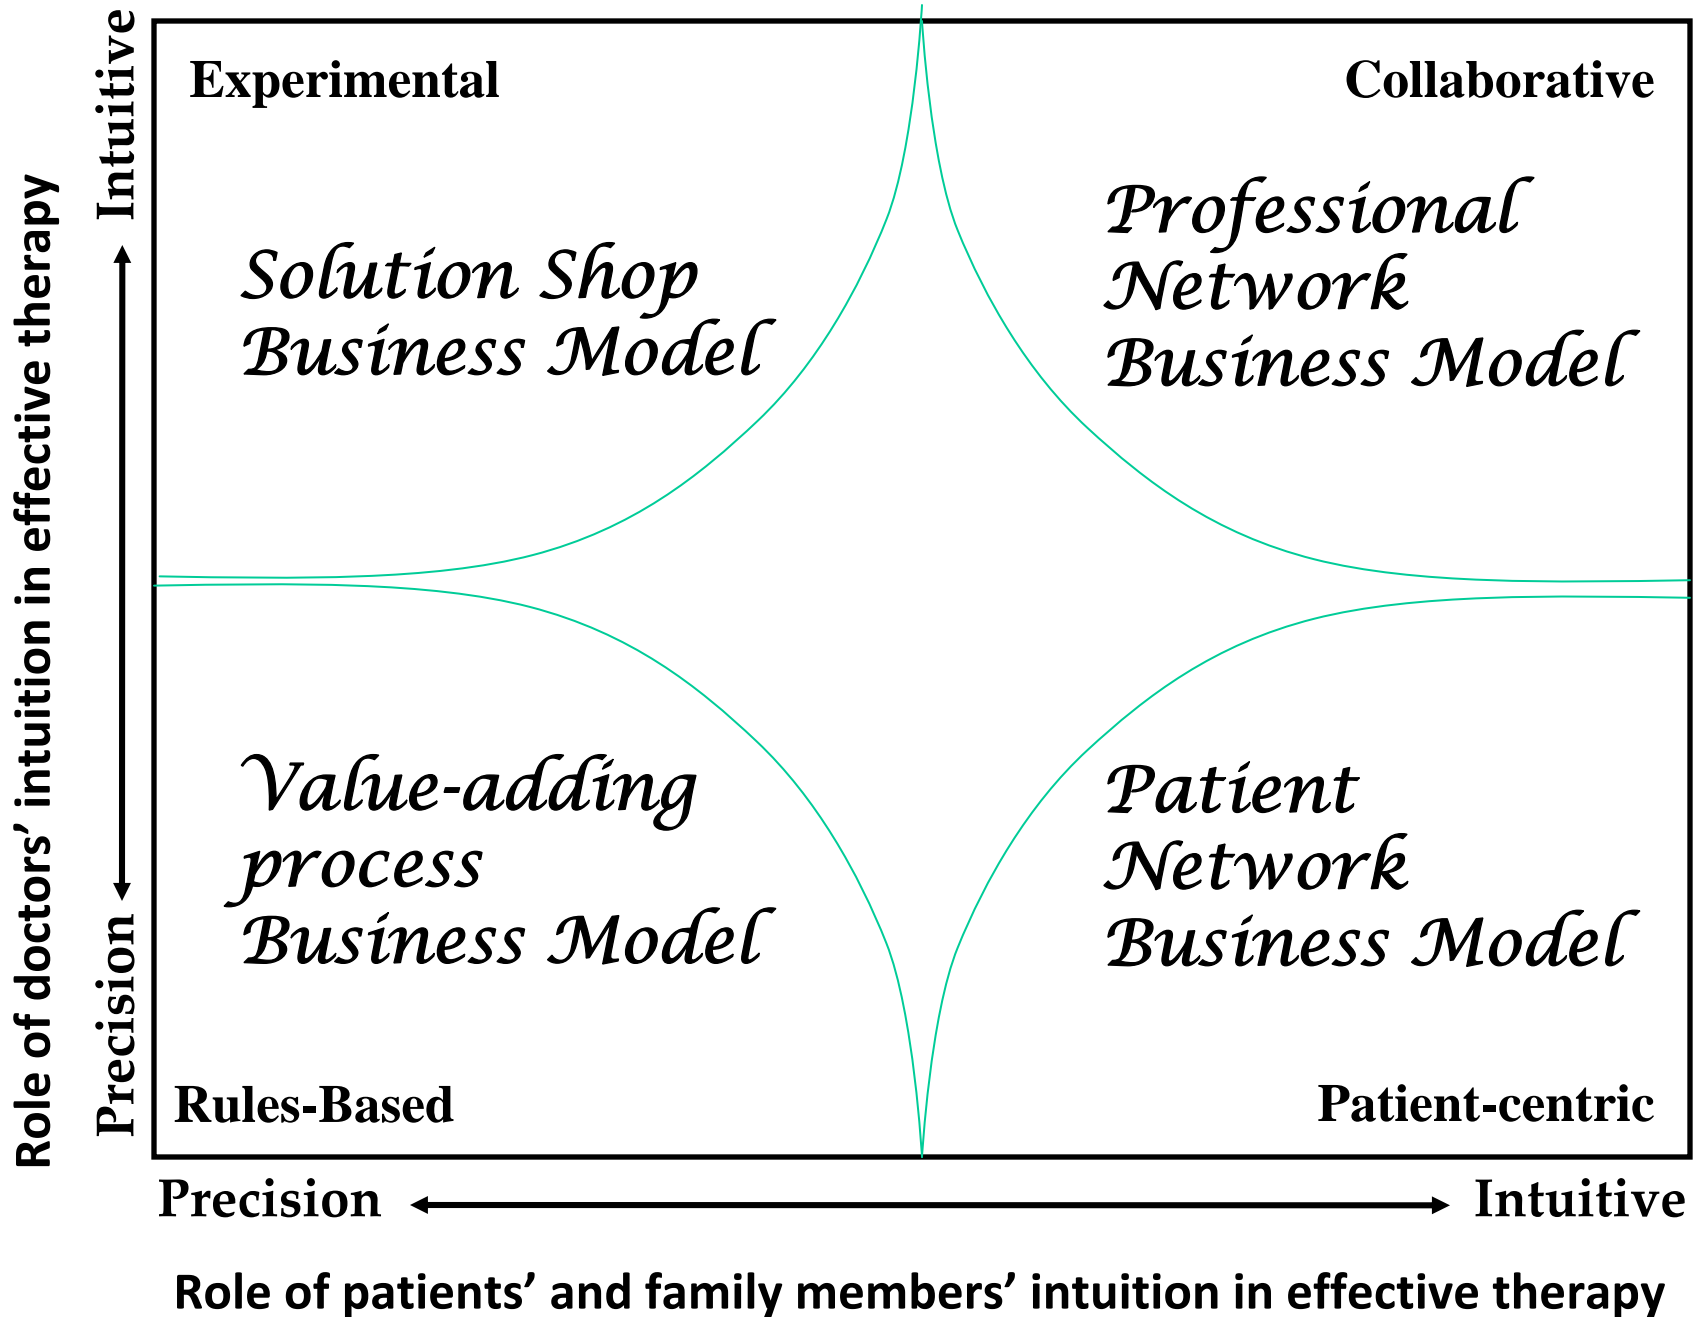 Role of doctors’ intuition in effective therapy
Intuitive
Precision
Experimental
Solution Shop
Business Model
Collaborative
Professional
Network
Business Model
Value-adding
process
Business Model
Rules-Based
Patient
Network
Business Model
Patient-centric
Precision
Intuitive
Role of patients’ and family members’ intuition in effective therapy